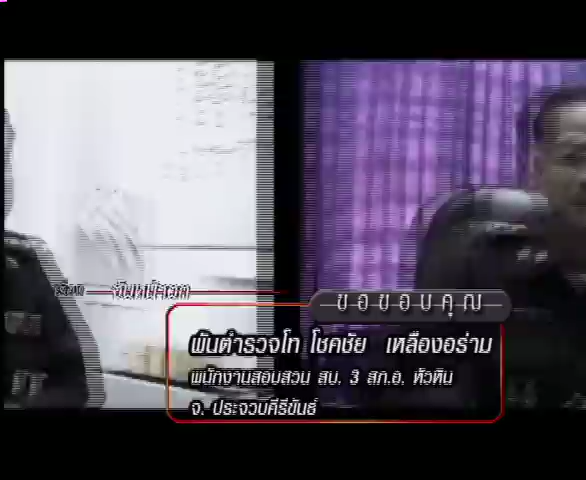 ขอขอบคุณ
พันตำรวจโท โชคชัย เหลืองอร่าม
พนักงานสอบสวน สบ. 3 สภ.อ. หัวหิน
จ. ประจวบคีรีขันธ์